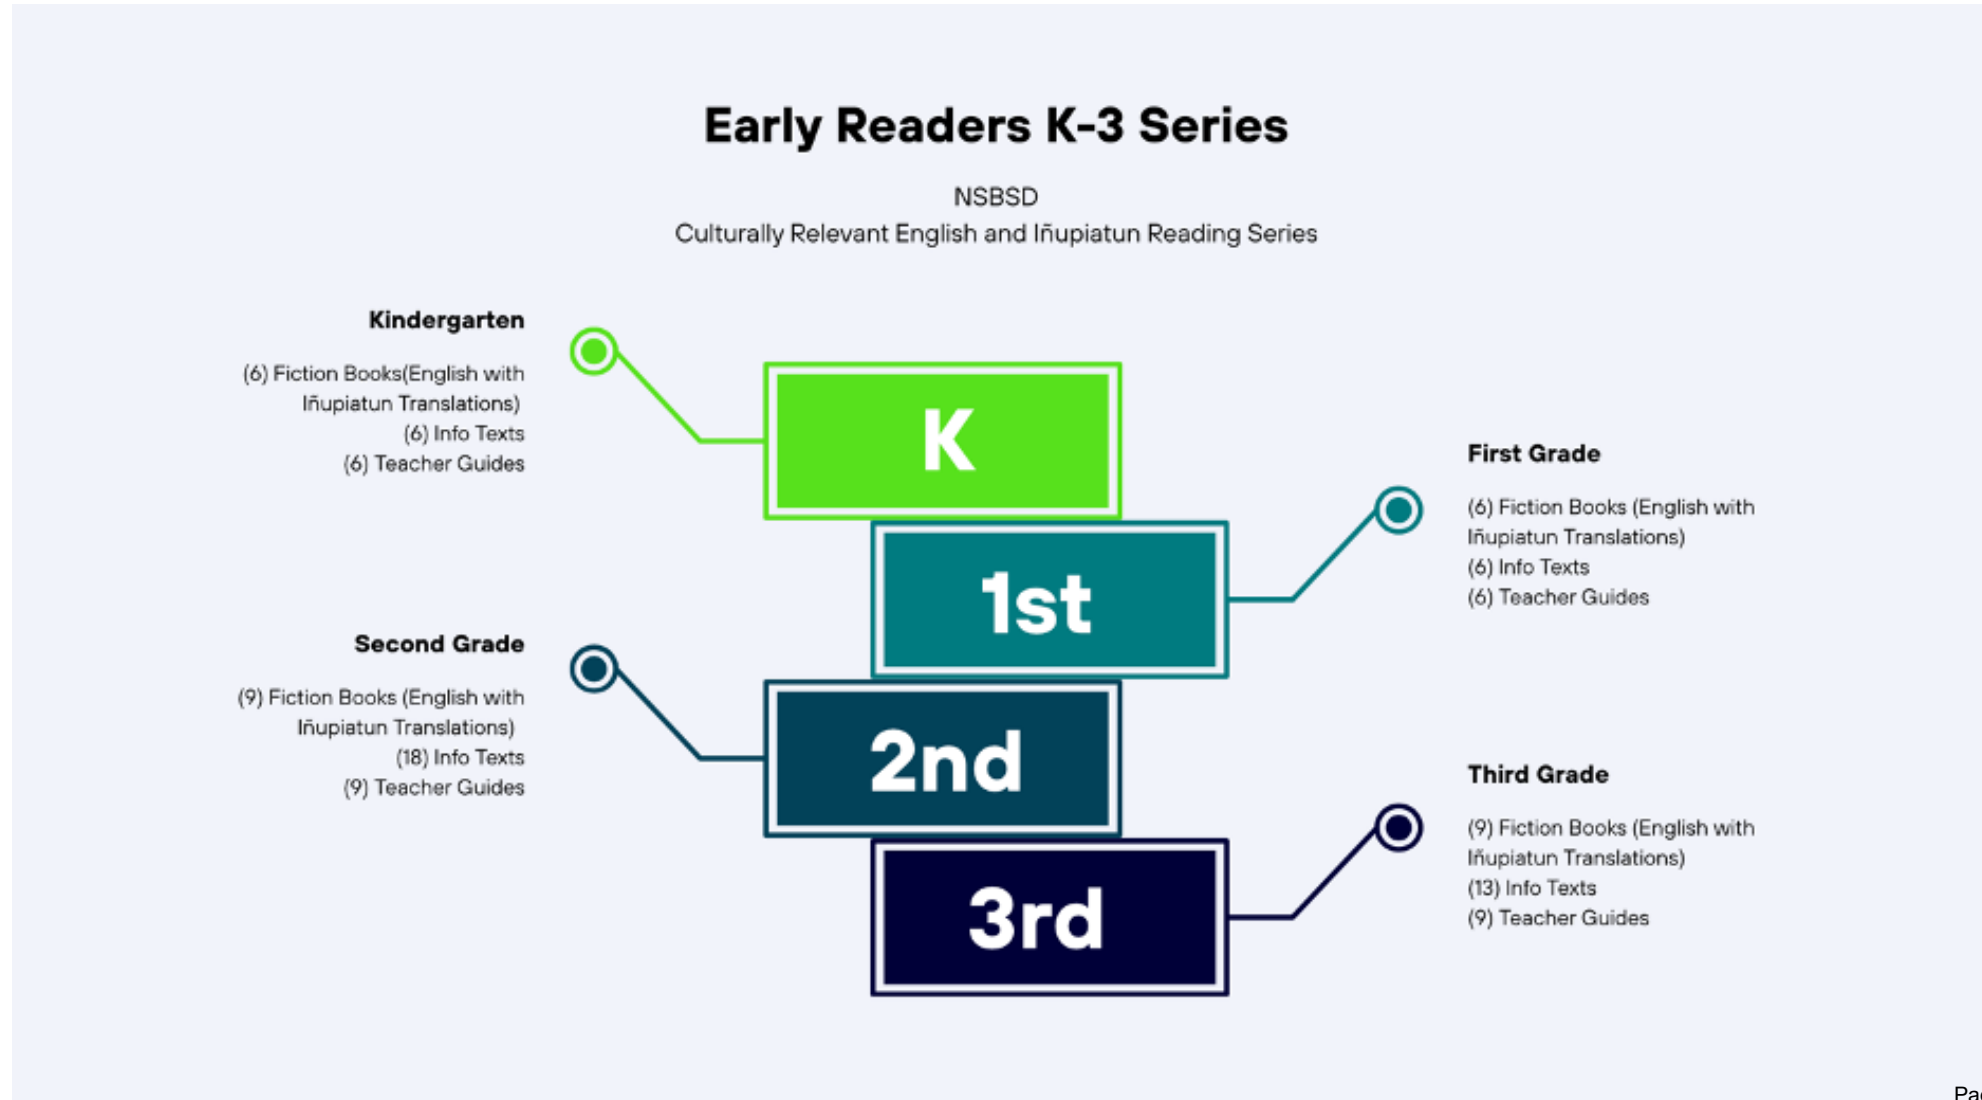 Early Readers K-3 Series
NSBSD
Culturally Relevant English and Iñupiatun Reading Series
Kindergarten
(6) Fiction Books(English with
Iñupiatun Translations)
(6) Info Texts
(6) Teacher Guides
K
First Grade
(6) Fiction Books (English with
Iñupiatun Translations)
(6) Info Texts
(6) Teacher Guides
1st
Second Grade
(9) Fiction Books (English with
Iñupiatun Translations)
(18) Info Texts
(9) Teacher Guides
2nd
Third Grade
(9) Fiction Books (English with
Iñupiatun Translations)
(13) Info Texts
(9) Teacher Guides
3rd